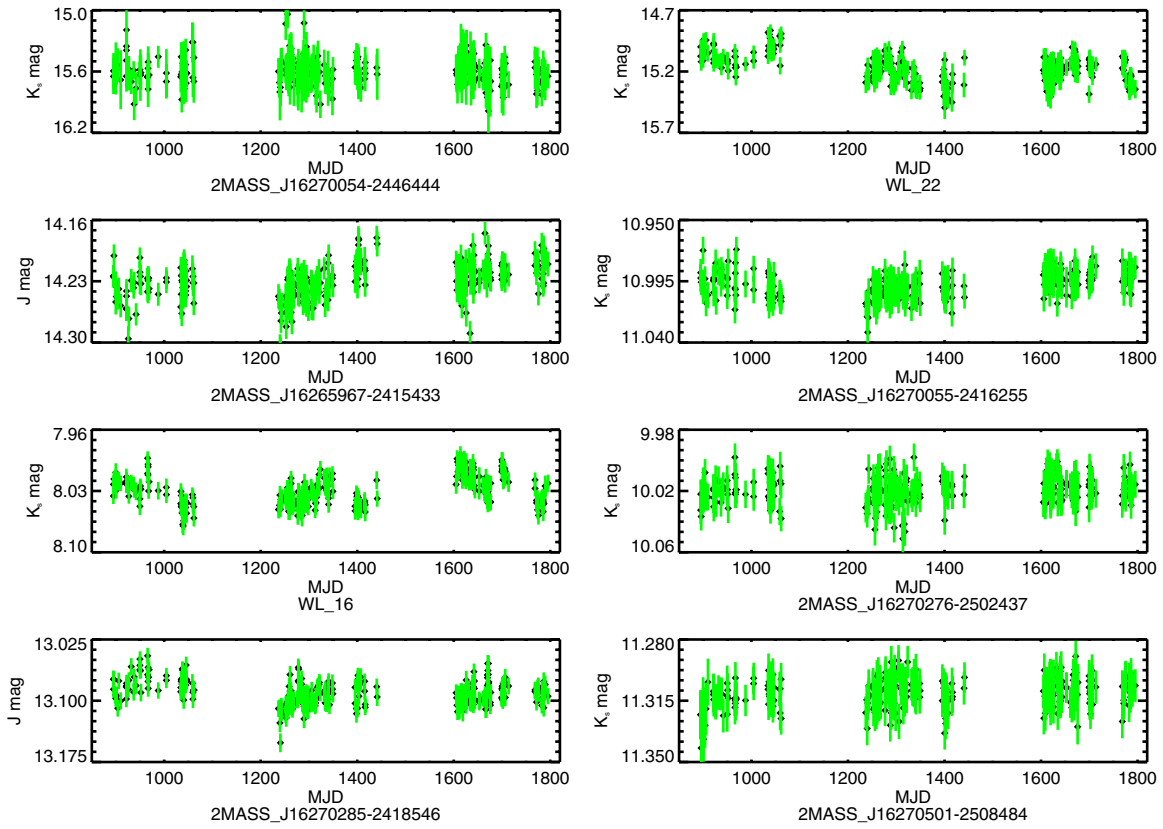 15.0
15.6
16.2
K_s mag
1000 1200 1400 1600 1800
MJD
2MASS_J16270054-2446444
14.7
15.2
15.7
K_s mag
1000 1200 1400 1600 1800
MJD
WL_22
14.16
14.23
14.30
J mag
1000 1200 1400 1600 1800
MJD
2MASS_J16265967-2415433
10.950
10.995
11.040
K_s mag
1000 1200 1400 1600 1800
MJD
2MASS_J16270055-2416255
7.96
8.03
8.10
K_s mag
1000 1200 1400 1600 1800
MJD
WL_16
9.98
10.02
10.06
K_s mag
1000 1200 1400 1600 1800
MJD
2MASS_J16270276-2502437
13.025
13.100
13.175
J mag
1000 1200 1400 1600 1800
MJD
2MASS_J16270285-2418546
11.280
11.315
11.350
K_s mag
1000 1200 1400 1600 1800
MJD
2MASS_J16270501-2508484